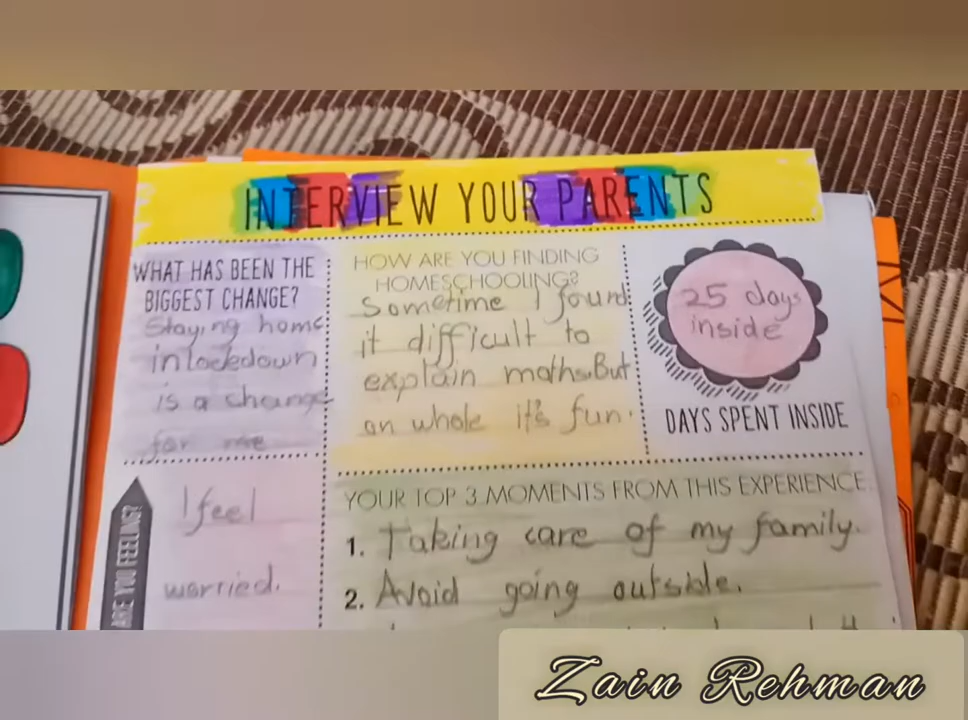 INTERVIEW YOUR PARENTS
WHAT HAS BEEN THE
BIGGEST CHANGE?
Staying home
in lockdown
is a change
for me
HOW ARE YOU FINDING
HOMESCHOOLING?
Sometime I found
it difficult to
explain maths.But
on whole it's fun.
25 days
inside
DAYS SPENT INSIDE
ARE YOU FEELING?
I feel
worried.
YOUR TOP 3 MOMENTS FROM THIS EXPERIENCE:
1. Taking care of my family.
2. Avoid going outside.
Zain Rehman